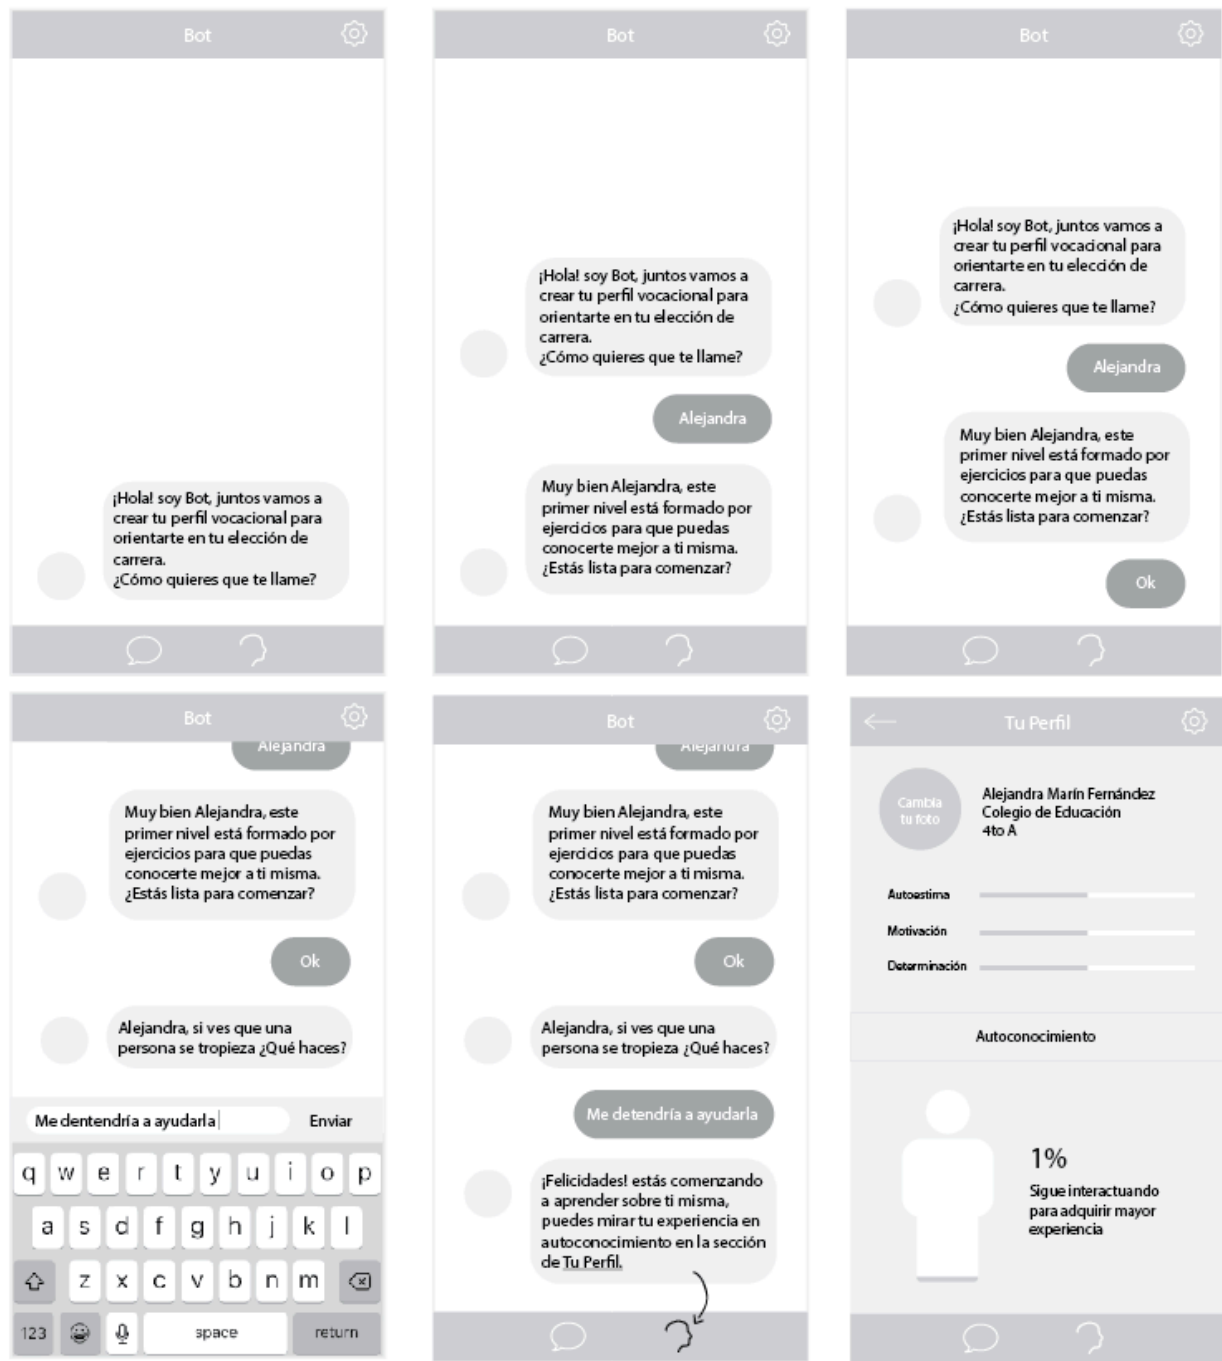 Bot
¡Hola! soy Bot, juntos vamos a
crear tu perfil vocacional para
orientarte en tu elección de
carrera.
¿Cómo quieres que te llame?
Bot
¡Hola! soy Bot, juntos vamos a
crear tu perfil vocacional para
orientarte en tu elección de
carrera.
¿Cómo quieres que te llame?
Alejandra
Muy bien Alejandra, este
primer nivel está formado por
ejercicios para que puedas
conocerte mejor a ti misma.
¿Estás lista para comenzar?
Bot
¡Hola! soy Bot, juntos vamos a
crear tu perfil vocacional para
orientarte en tu elección de
carrera.
¿Cómo quieres que te llame?
Alejandra
Muy bien Alejandra, este
primer nivel está formado por
ejercicios para que puedas
conocerte mejor a ti misma.
¿Estás lista para comenzar?
Ok
Bot
Alejandra
Muy bien Alejandra, este
primer nivel está formado por
ejercicios para que puedas
conocerte mejor a ti misma.
¿Estás lista para comenzar?
Ok
Alejandra, si ves que una
persona se tropieza ¿Qué haces?
Me dentendría a ayudarla Enviar
q w e r t y u i o p
a s d f g h j k l
z x c v b n m
123 space return
Bot
Alejandra
Muy bien Alejandra, este
primer nivel está formado por
ejercicios para que puedas
conocerte mejor a ti misma.
¿Estás lista para comenzar?
Ok
Alejandra, si ves que una
persona se tropieza ¿Qué haces?
Me detendría a ayudarla
¡Felicidades! estás comenzando
a aprender sobre ti misma,
puedes mirar tu experiencia en
autoconocimiento en la sección
de Tu Perfil.
Tu Perfil
Cambia
tu foto
Alejandra Marín Fernández
Colegio de Educación
4to A
Autoestima
Motivación
Determinación
Autoconocimiento
1%
Sigue interactuando
para adquirir mayor
experiencia